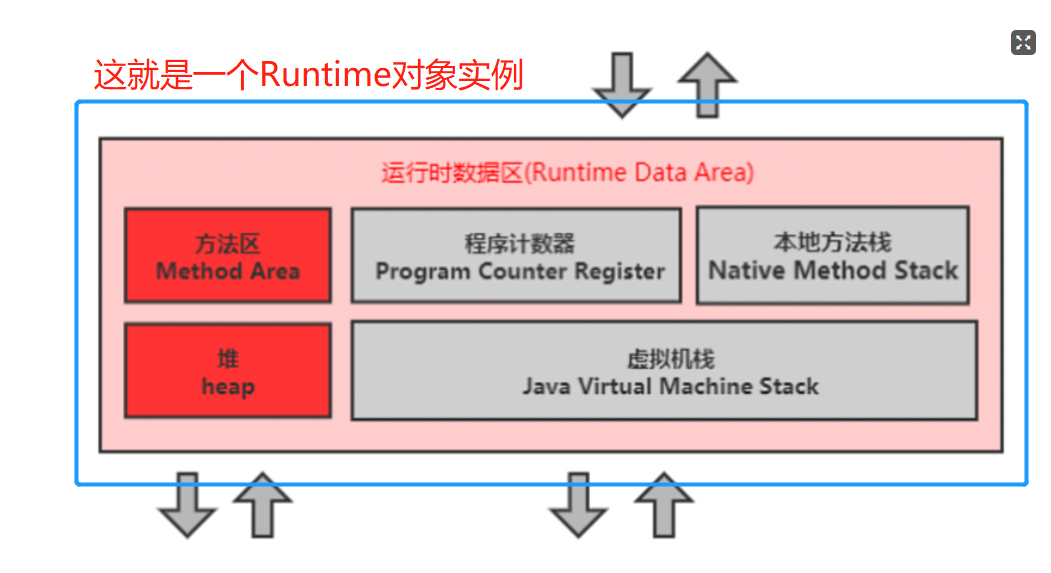 这就是一个Runtime对象实例
运行时数据区(Runtime Data Area)
方法区
Method Area
程序计数器
Program Counter Register
本地方法栈
Native Method Stack
堆
heap
虚拟机栈
Java Virtual Machine Stack